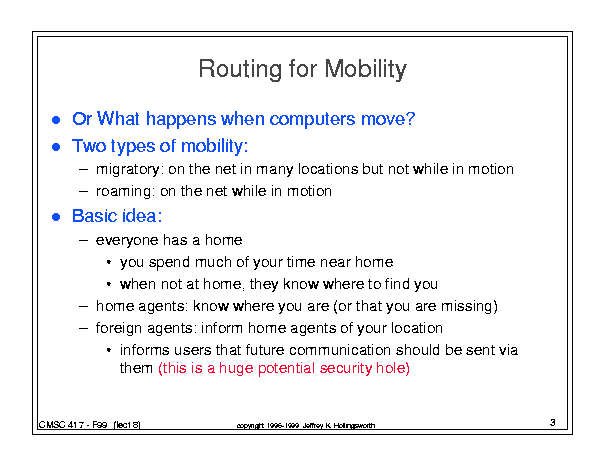 Routing for Mobility
● Or What happens when computers move?
● Two types of mobility:
– migratory: on the net in many locations but not while in motion
– roaming: on the net while in motion
● Basic idea:
– everyone has a home
• you spend much of your time near home
• when not at home, they know where to find you
– home agents: know where you are (or that you are missing)
– foreign agents: inform home agents of your location
• informs users that future communication should be sent via
them (this is a huge potential security hole)
CMSC 417 - F99 (lect 8)
copyright 1996-1999 Jeffrey K. Hollingsworth
3